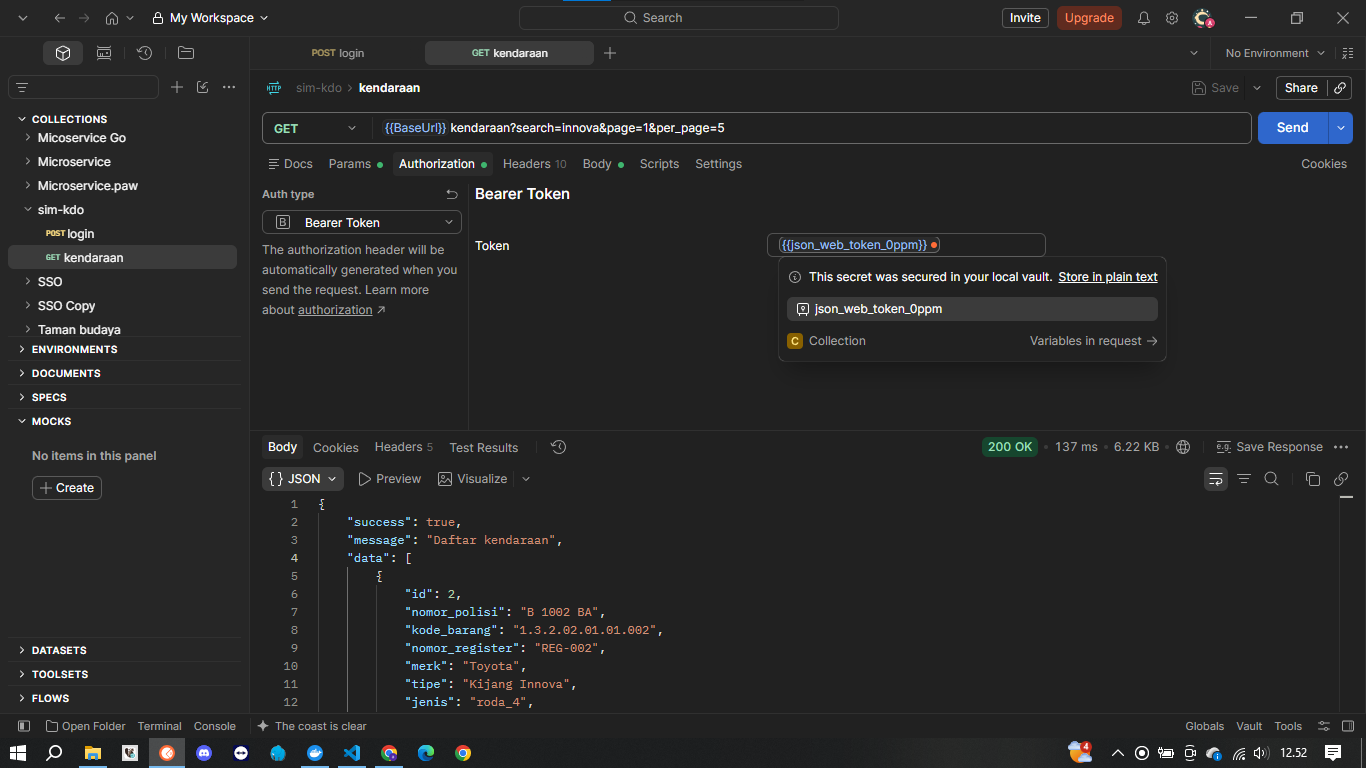 My Workspace
Search
Invite
Upgrade
POST login
GET kendaraan
No Environment
HTTP
sim-kdo > kendaraan
Save
Share
COLLECTIONS
Micoservice Go
Microservice
Microservice.paw
sim-kdo
POST login
GET kendaraan
SSO
SSO Copy
Taman budaya
ENVIRONMENTS
DOCUMENTS
SPECS
MOCKS
No items in this panel
Create
DATASETS
TOOLSETS
FLOWS
GET
{{BaseUrl}} kendaraan?search=innova&page=1&per_page=5
Send
Docs
Params
Authorization
Headers 10
Body
Scripts
Settings
Cookies
Auth type
B Bearer Token
The authorization header will be
automatically generated when you
send the request. Learn more
about authorization ↗
Bearer Token
Token
{{json_web_token_0ppm}}
This secret was secured in your local vault. Store in plain text
json_web_token_0ppm
C Collection
Variables in request →
Body
Cookies
Headers 5
Test Results
200 OK • 137 ms • 6.22 KB
e.g. Save Response
{} JSON
Preview
Visualize
1 {
2 "success": true,
3 "message": "Daftar kendaraan",
4 "data": [
5 {
6 "id": 2,
7 "nomor_polisi": "B 1002 BA",
8 "kode_barang": "1.3.2.02.01.01.002",
9 "nomor_register": "REG-002",
10 "merk": "Toyota",
11 "tipe": "Kijang Innova",
12 "jenis": "roda_4",
Open Folder
Terminal
Console
The coast is clear
Globals
Vault
Tools
4
12.52